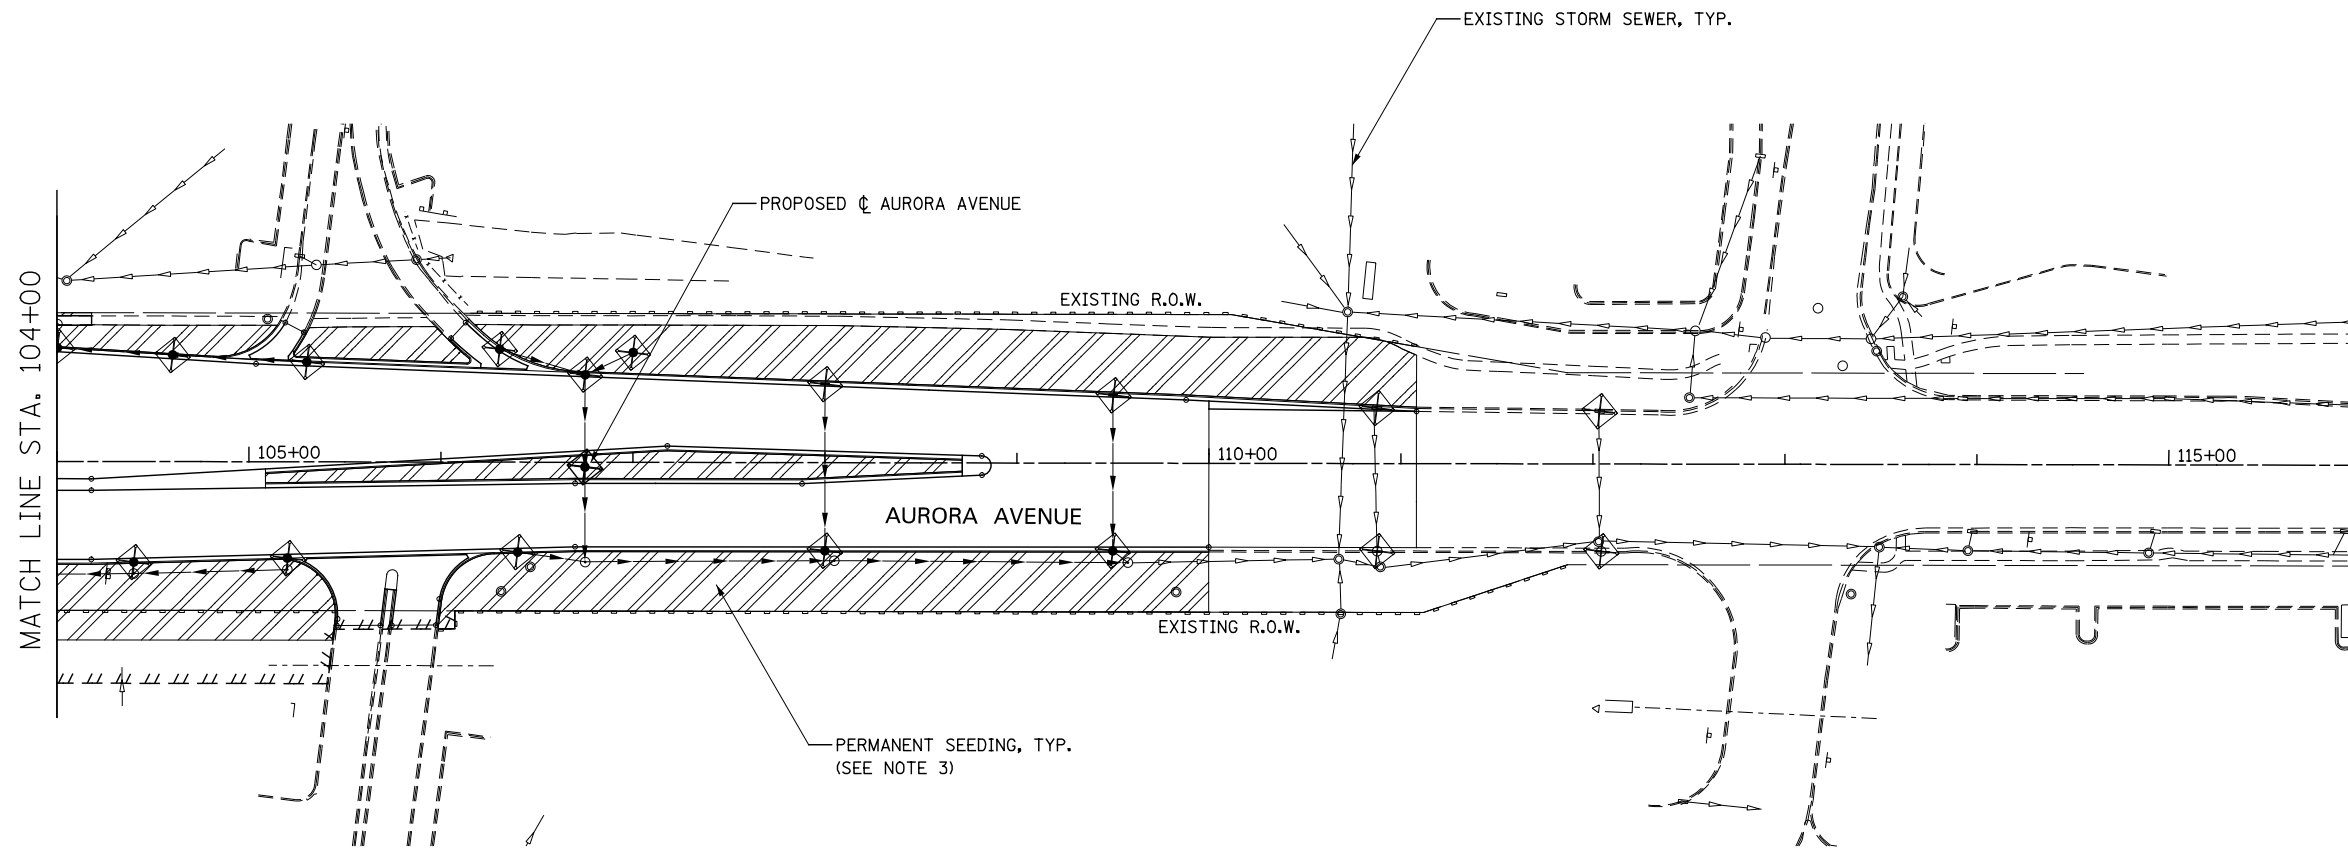 EXISTING STORM SEWER, TYP.
PROPOSED ℄ AURORA AVENUE
MATCH LINE STA. 104+00
EXISTING R.O.W.
105+00
110+00
115+00
AURORA AVENUE
EXISTING R.O.W.
PERMANENT SEEDING, TYP.
(SEE NOTE 3)